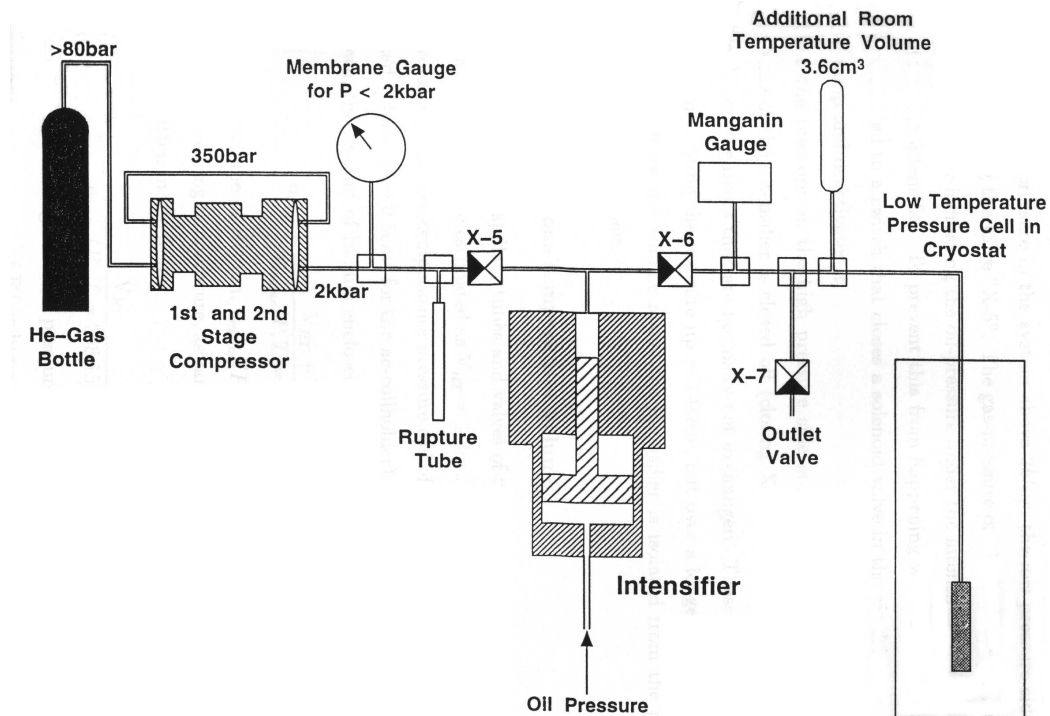 >80bar
Membrane Gauge
for P < 2kbar
Additional Room
Temperature Volume
3.6cm³
350bar
Manganin
Gauge
Low Temperature
Pressure Cell in
Cryostat
X-5
X-6
2kbar
He-Gas
Bottle
1st and 2nd
Stage
Compressor
X-7
Rupture
Tube
Outlet
Valve
Intensifier
Oil Pressure